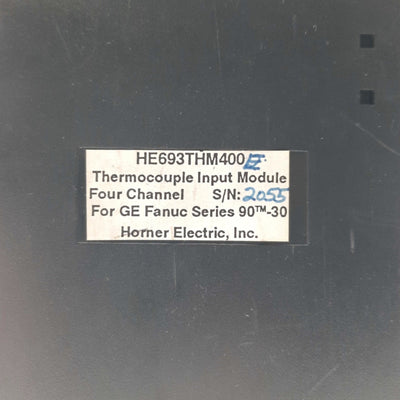 HE693THM400E
Thermocouple Input Module
Four Channel S/N: 2055
For GE Fanuc Series 90™-30
Horner Electric, Inc.